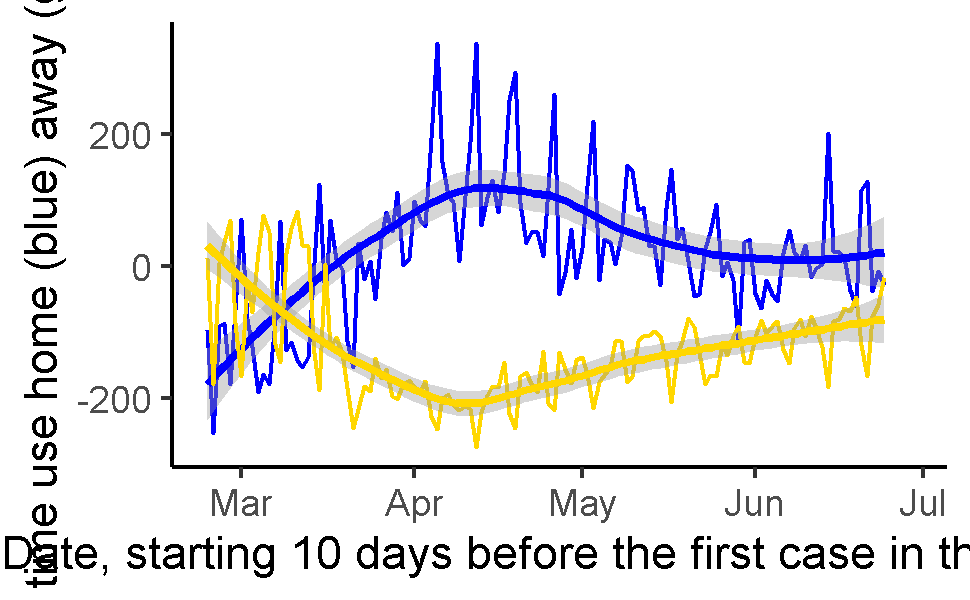 time use home (blue) away (
200
0
-200
Mar Apr May Jun Jul
Date, starting 10 days before the first case in th